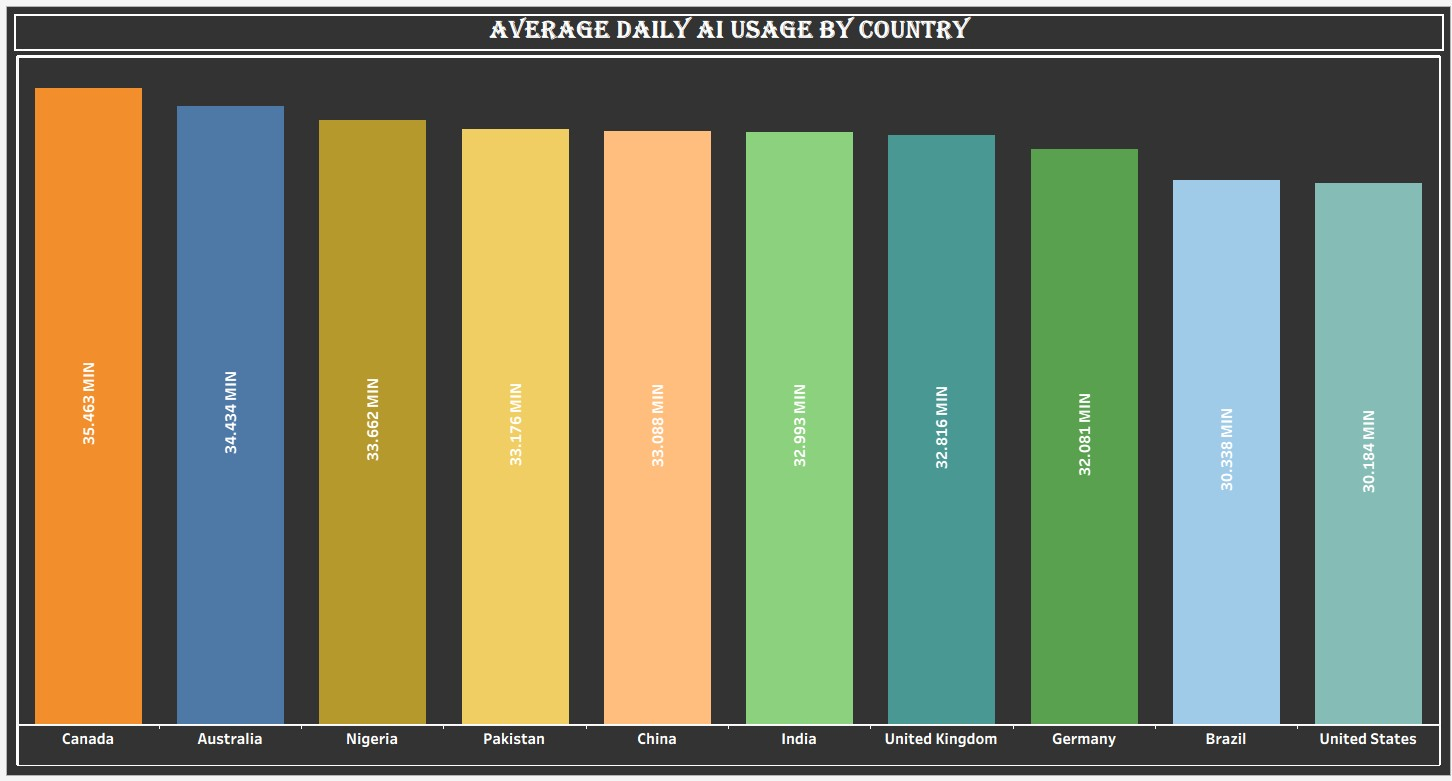 AVERAGE DAILY AI USAGE BY COUNTRY
35.463 MIN
34.434 MIN
33.662 MIN
33.176 MIN
33.088 MIN
32.993 MIN
32.816 MIN
32.081 MIN
30.338 MIN
30.184 MIN
Canada
Australia
Nigeria
Pakistan
China
India
United Kingdom
Germany
Brazil
United States